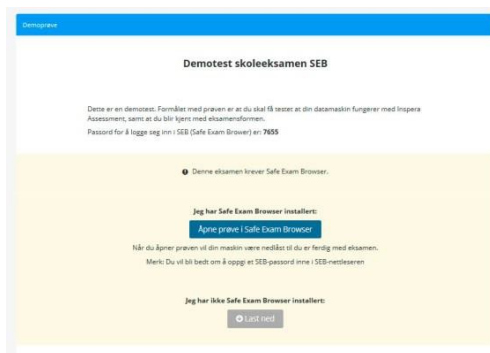 Demoprøve
Demotest skoleeksamen SEB
Dette er en demotest. Formålet med prøven er at du skal få testet at din datamaskin fungerer med Inspera
Assessment, samt at du blir kjent med eksamensformen.
Passord for å logge seg inn i SEB (Safe Exam Brower) er: 7655
Denne eksamen krever Safe Exam Browser.
Jeg har Safe Exam Browser installert:
Åpne prøve i Safe Exam Browser
Når du åpner prøven vil din maskin være nedlåst til du er ferdig med eksamen.
Merk: Du vil bli bedt om å oppgi et SEB-passord inne i SEB-nettleseren
Jeg har ikke Safe Exam Browser installert:
Last ned